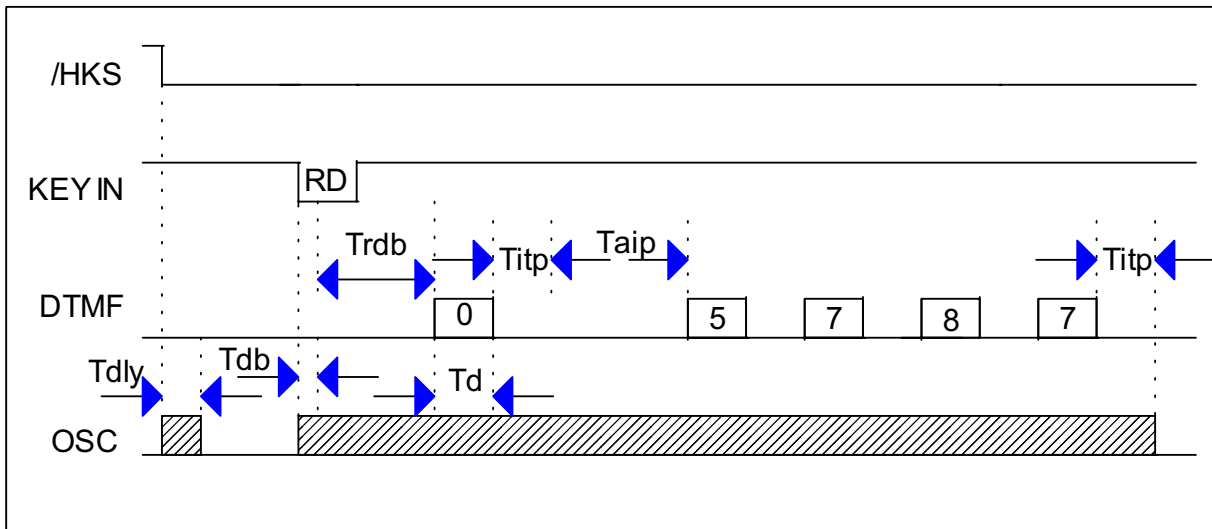 /HKS
KEY IN
RD
Trdb
Titp
Taip
Titp
DTMF
0
5
7
8
7
Tdly
Tdb
Td
OSC